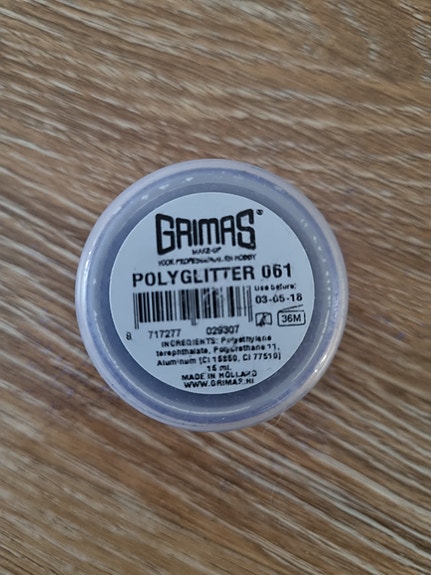 GRIMAS®
MAKE-UP
VOOR PROFESSIONAL EN HOBBY
POLYGLITTER 061
Use before:
03-05-18
36M
8 717277 029307
INGREDIENTS: Polyethylene
terephthalate, Polyurethane 11,
Aluminum [CI 15850, CI 77510]
15 ml.
MADE IN HOLLAND
WWW.GRIMAS.NL